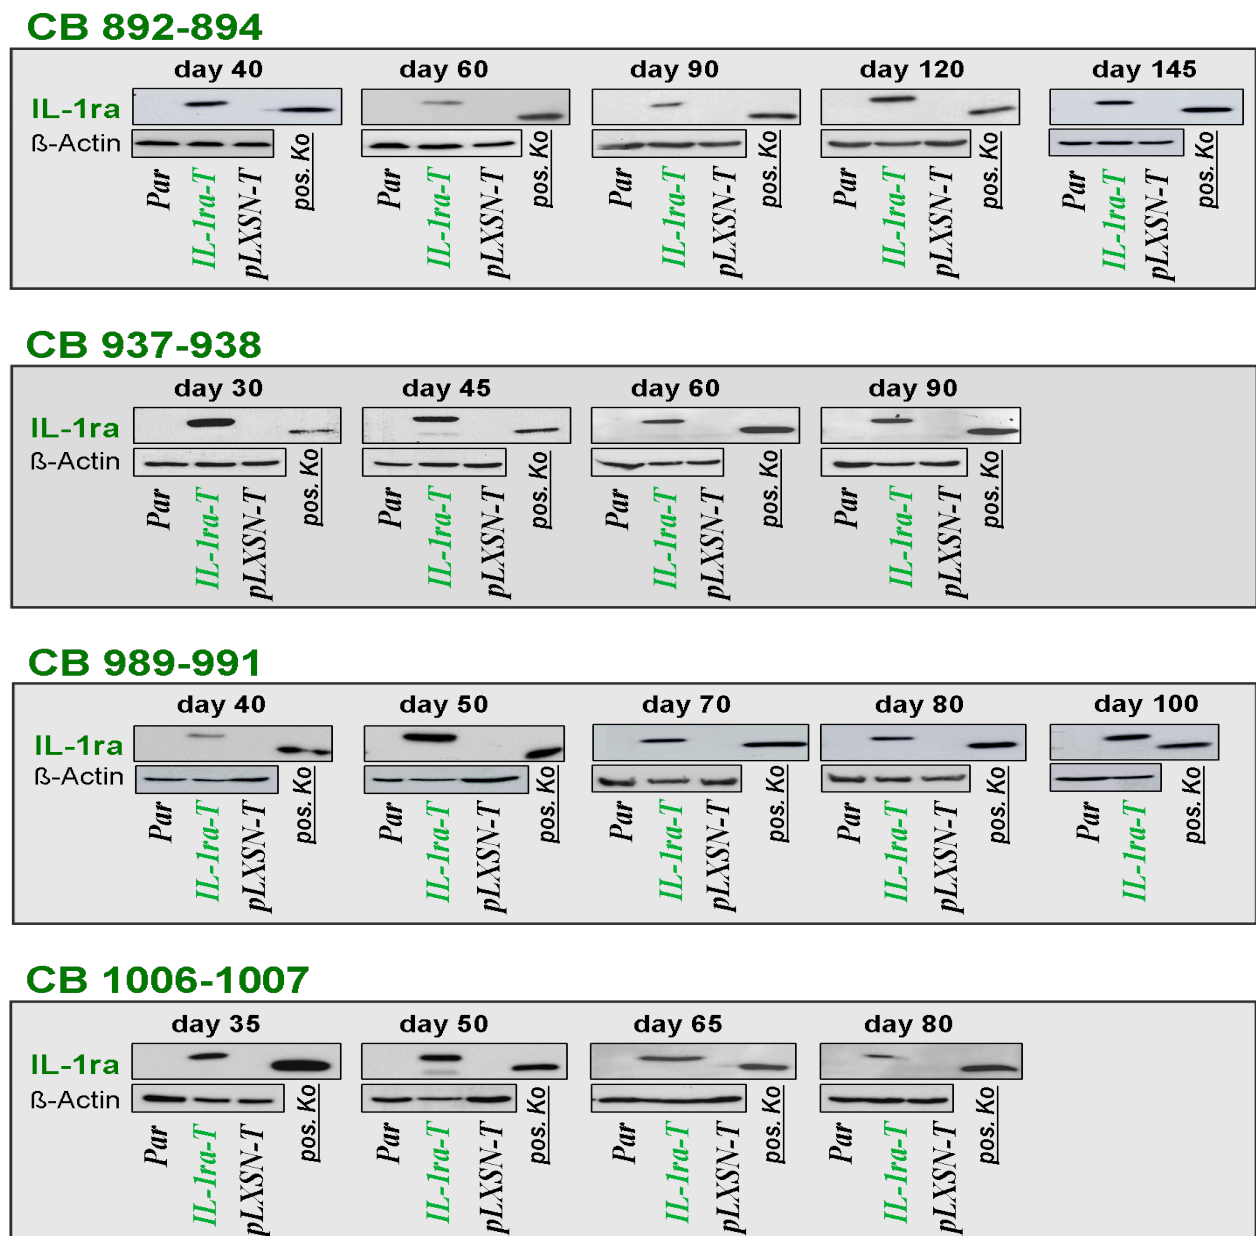 CB 892-894
day 40 day 60 day 90 day 120 day 145
IL-1ra
ß-Actin
Par IL-1ra-T pLXSN-T pos. Ko Par IL-1ra-T pLXSN-T pos. Ko Par IL-1ra-T pLXSN-T pos. Ko Par IL-1ra-T pLXSN-T pos. Ko Par IL-1ra-T pLXSN-T pos. Ko
CB 937-938
day 30 day 45 day 60 day 90
IL-1ra
ß-Actin
Par IL-1ra-T pLXSN-T pos. Ko Par IL-1ra-T pLXSN-T pos. Ko Par IL-1ra-T pLXSN-T pos. Ko Par IL-1ra-T pLXSN-T pos. Ko
CB 989-991
day 40 day 50 day 70 day 80 day 100
IL-1ra
ß-Actin
Par IL-1ra-T pLXSN-T pos. Ko Par IL-1ra-T pLXSN-T pos. Ko Par IL-1ra-T pLXSN-T pos. Ko Par IL-1ra-T pLXSN-T pos. Ko Par IL-1ra-T pos. Ko
CB 1006-1007
day 35 day 50 day 65 day 80
IL-1ra
ß-Actin
Par IL-1ra-T pLXSN-T pos. Ko Par IL-1ra-T pLXSN-T pos. Ko Par IL-1ra-T pLXSN-T pos. Ko Par IL-1ra-T pLXSN-T pos. Ko